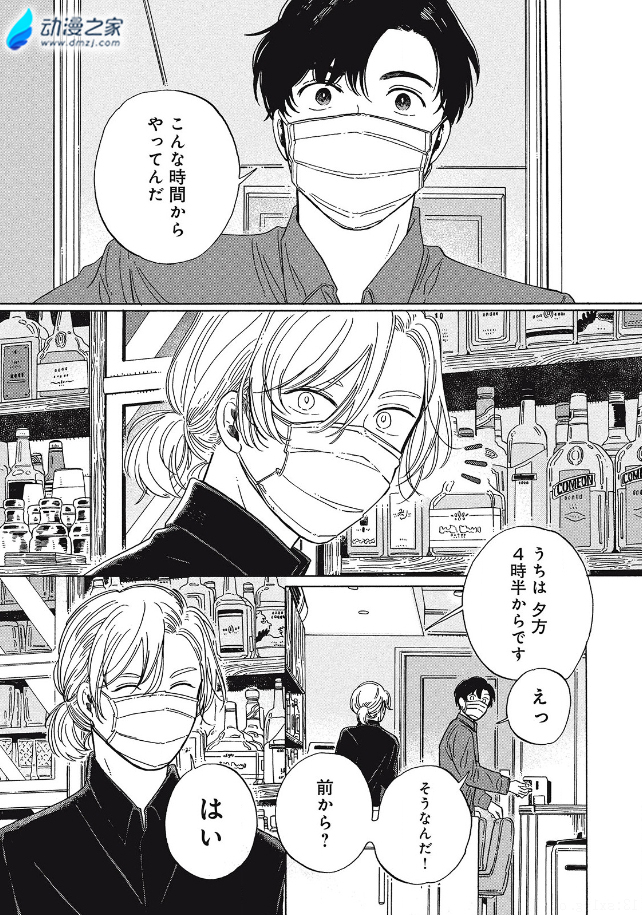 动漫之家
www.dmzj.com
こんな時間から
やってんだ
COMEON
COMEON
うちは 夕方
4時半からです
えっ
そうなんだ!
前から?
はい